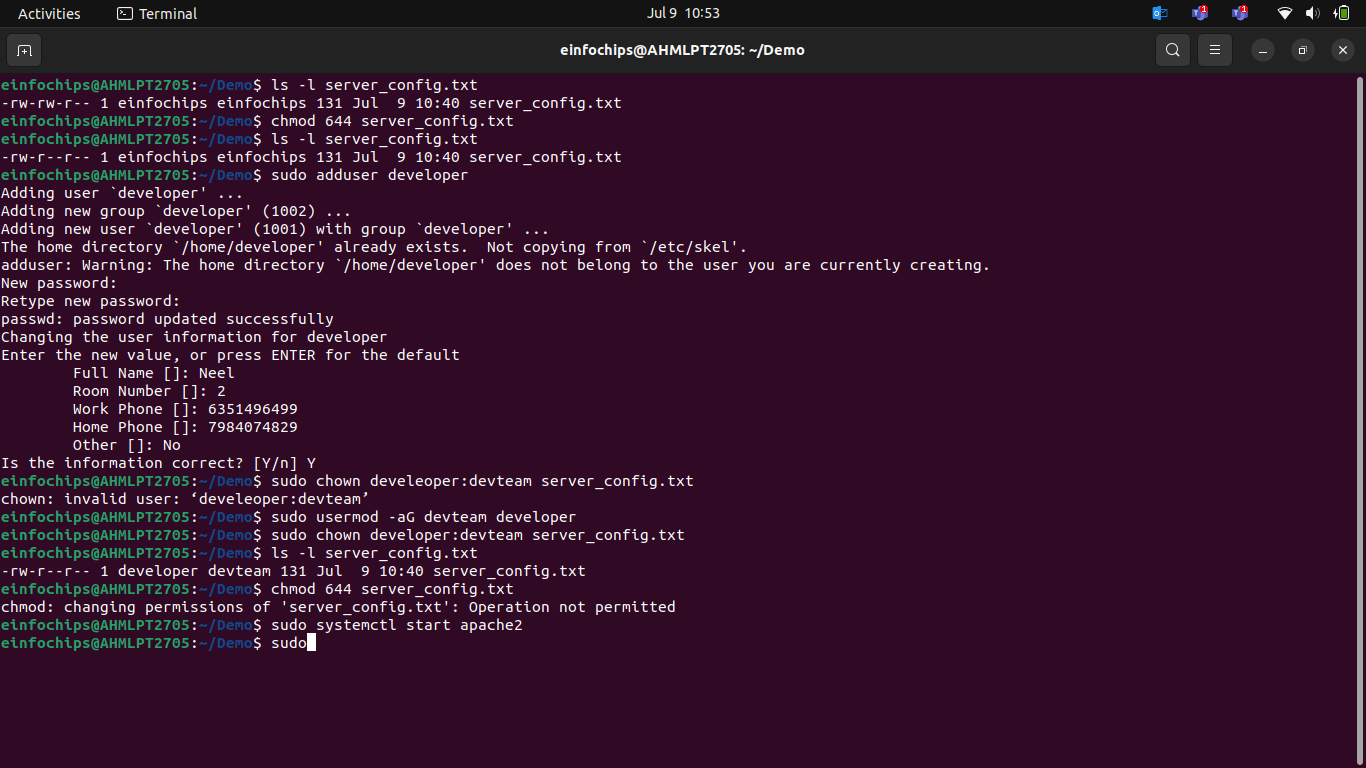 Activities Terminal Jul 9 10:53 1 1
einfochips@AHMLPT2705: ~/Demo
einfochips@AHMLPT2705:~/Demo$ ls -l server_config.txt
-rw-rw-r-- 1 einfochips einfochips 131 Jul  9 10:40 server_config.txt
einfochips@AHMLPT2705:~/Demo$ chmod 644 server_config.txt
einfochips@AHMLPT2705:~/Demo$ ls -l server_config.txt
-rw-r--r-- 1 einfochips einfochips 131 Jul  9 10:40 server_config.txt
einfochips@AHMLPT2705:~/Demo$ sudo adduser developer
Adding user `developer' ...
Adding new group `developer' (1002) ...
Adding new user `developer' (1001) with group `developer' ...
The home directory `/home/developer' already exists.  Not copying from `/etc/skel'.
adduser: Warning: The home directory `/home/developer' does not belong to the user you are currently creating.
New password:
Retype new password:
passwd: password updated successfully
Changing the user information for developer
Enter the new value, or press ENTER for the default
        Full Name []: Neel
        Room Number []: 2
        Work Phone []: 6351496499
        Home Phone []: 7984074829
        Other []: No
Is the information correct? [Y/n] Y
einfochips@AHMLPT2705:~/Demo$ sudo chown develeoper:devteam server_config.txt
chown: invalid user: ‘develeoper:devteam’
einfochips@AHMLPT2705:~/Demo$ sudo usermod -aG devteam developer
einfochips@AHMLPT2705:~/Demo$ sudo chown developer:devteam server_config.txt
einfochips@AHMLPT2705:~/Demo$ ls -l server_config.txt
-rw-r--r-- 1 developer devteam 131 Jul  9 10:40 server_config.txt
einfochips@AHMLPT2705:~/Demo$ chmod 644 server_config.txt
chmod: changing permissions of 'server_config.txt': Operation not permitted
einfochips@AHMLPT2705:~/Demo$ sudo systemctl start apache2
einfochips@AHMLPT2705:~/Demo$ sudo